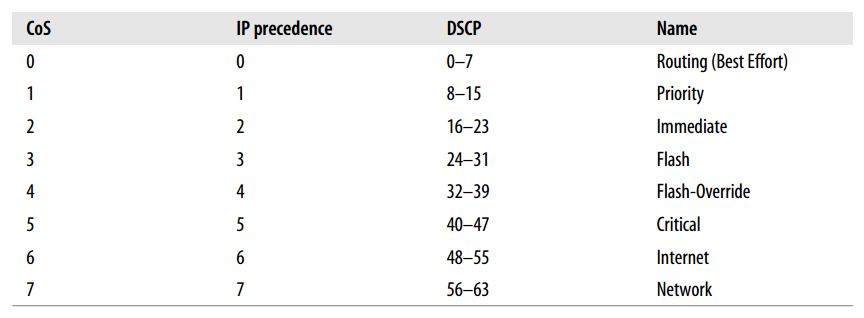 CoS IP precedence DSCP Name
0 0 0–7 Routing (Best Effort)
1 1 8–15 Priority
2 2 16–23 Immediate
3 3 24–31 Flash
4 4 32–39 Flash-Override
5 5 40–47 Critical
6 6 48–55 Internet
7 7 56–63 Network